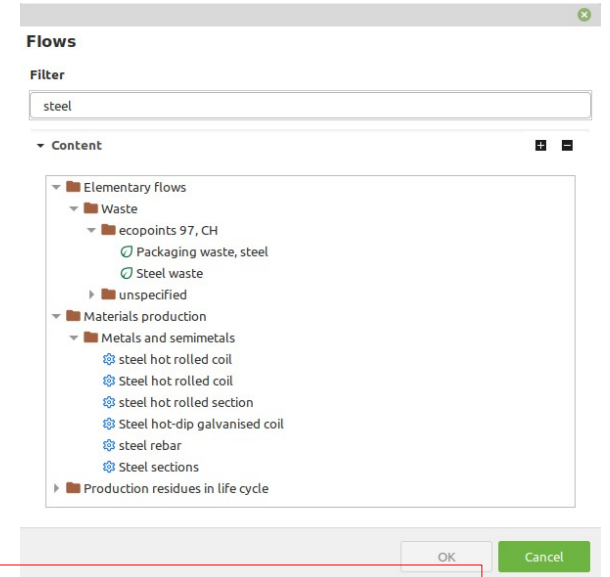 Flows
Filter
steel
Content
Elementary flows
Waste
ecopoints 97, CH
Packaging waste, steel
Steel waste
unspecified
Materials production
Metals and semimetals
steel hot rolled coil
Steel hot rolled coil
steel hot rolled section
Steel hot-dip galvanised coil
steel rebar
Steel sections
Production residues in life cycle
OK Cancel